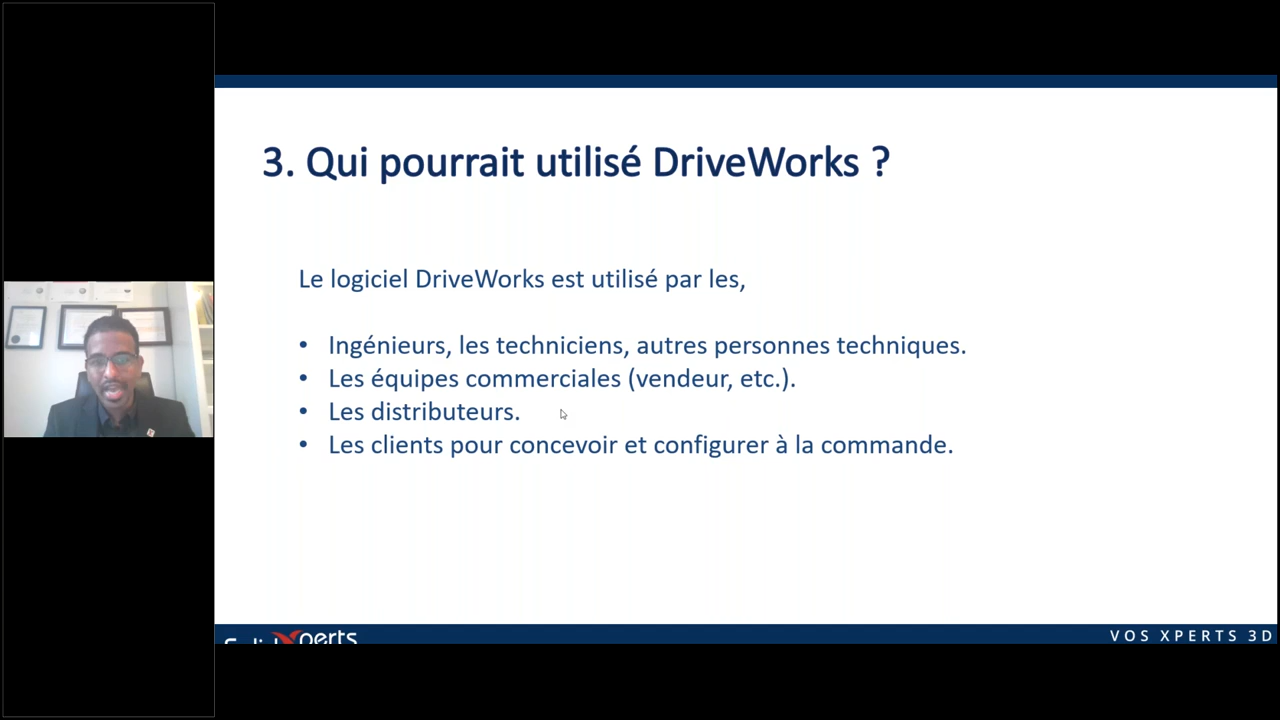 3. Qui pourrait utilisé DriveWorks ?
Le logiciel DriveWorks est utilisé par les,
• Ingénieurs, les techniciens, autres personnes techniques.
• Les équipes commerciales (vendeur, etc.).
• Les distributeurs.
• Les clients pour concevoir et configurer à la commande.
VOS XPERTS 3D